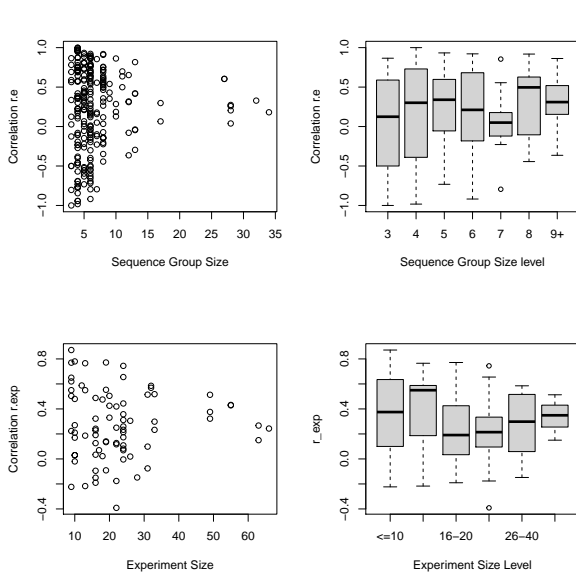 Correlation r.e
1.0
0.5
0.0
−0.5
−1.0
5 10 15 20 25 30 35
Sequence Group Size
Correlation r.e
1.0
0.5
0.0
−0.5
−1.0
3 4 5 6 7 8 9+
Sequence Group Size level
Correlation r.exp
0.8
0.4
0.0
−0.4
10 20 30 40 50 60
Experiment Size
r_exp
0.8
0.4
0.0
−0.4
<=10 16−20 26−40
Experiment Size Level